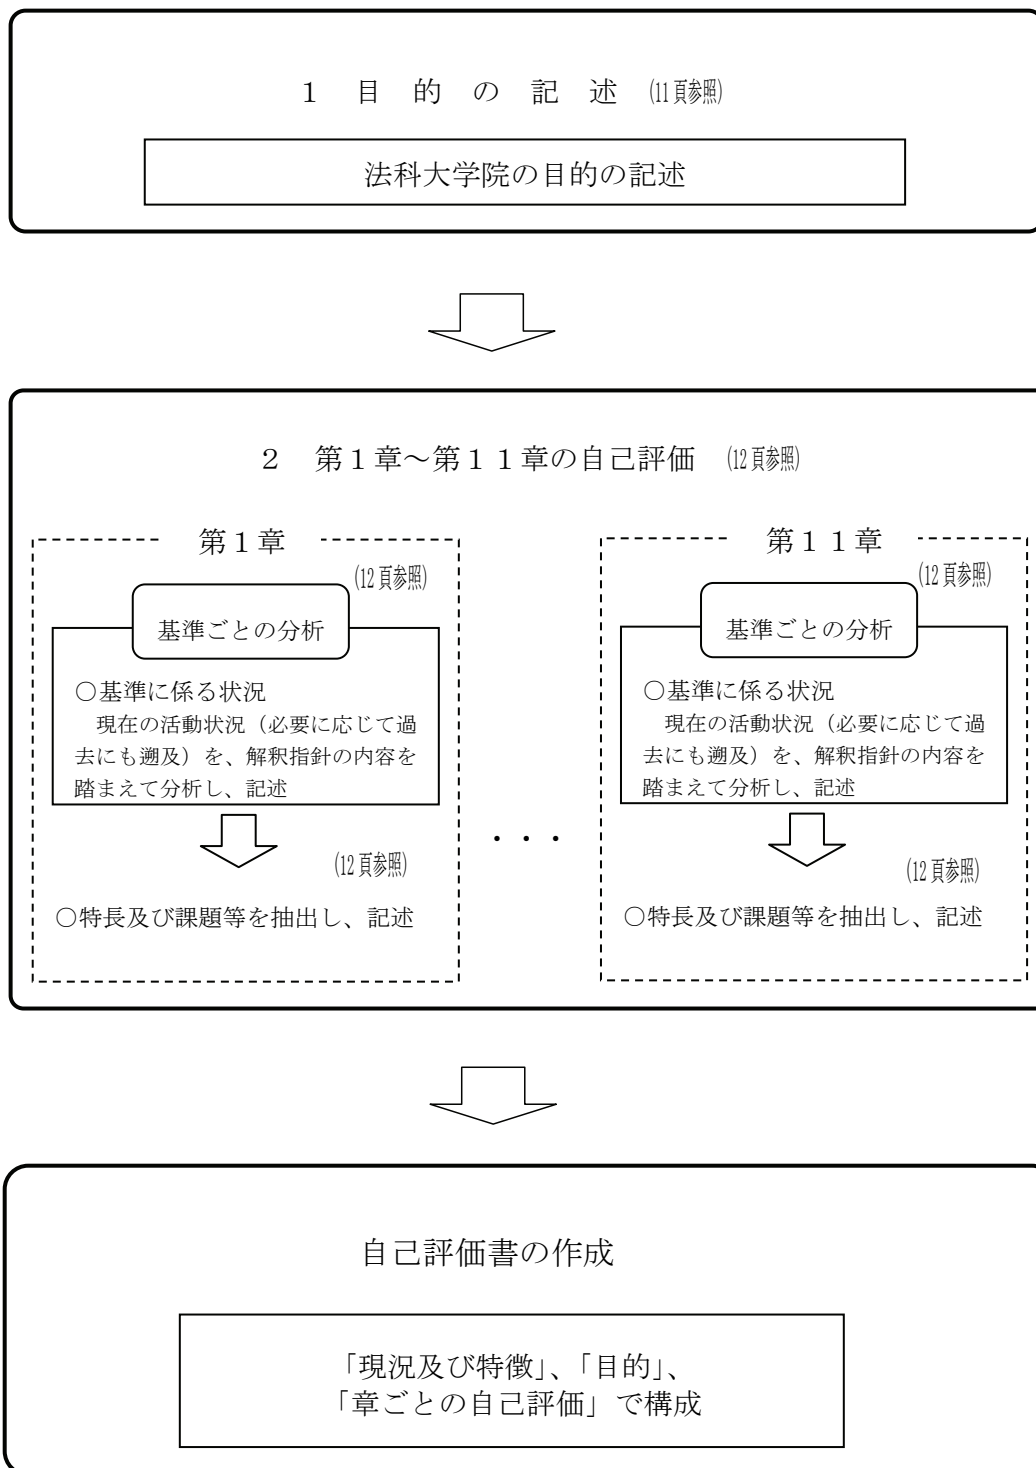 １　目　的　の　記　述　(11頁参照)
法科大学院の目的の記述
２　第１章～第１１章の自己評価　(12頁参照)
第１章
(12頁参照)
基準ごとの分析
○基準に係る状況
現在の活動状況（必要に応じて過
去にも遡及）を、解釈指針の内容を
踏まえて分析し、記述
(12頁参照)
○特長及び課題等を抽出し、記述
・・・
第１１章
(12頁参照)
基準ごとの分析
○基準に係る状況
現在の活動状況（必要に応じて過
去にも遡及）を、解釈指針の内容を
踏まえて分析し、記述
(12頁参照)
○特長及び課題等を抽出し、記述
自己評価書の作成
「現況及び特徴」、「目的」、
「章ごとの自己評価」で構成